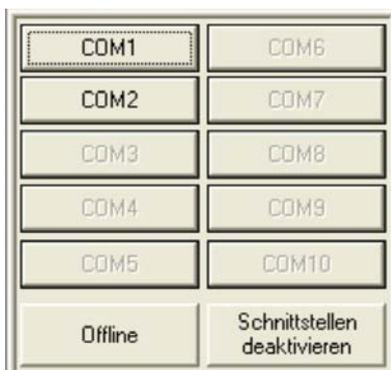 COM1 COM6
COM2 COM7
COM3 COM8
COM4 COM9
COM5 COM10
Offline
Schnittstellen
deaktivieren